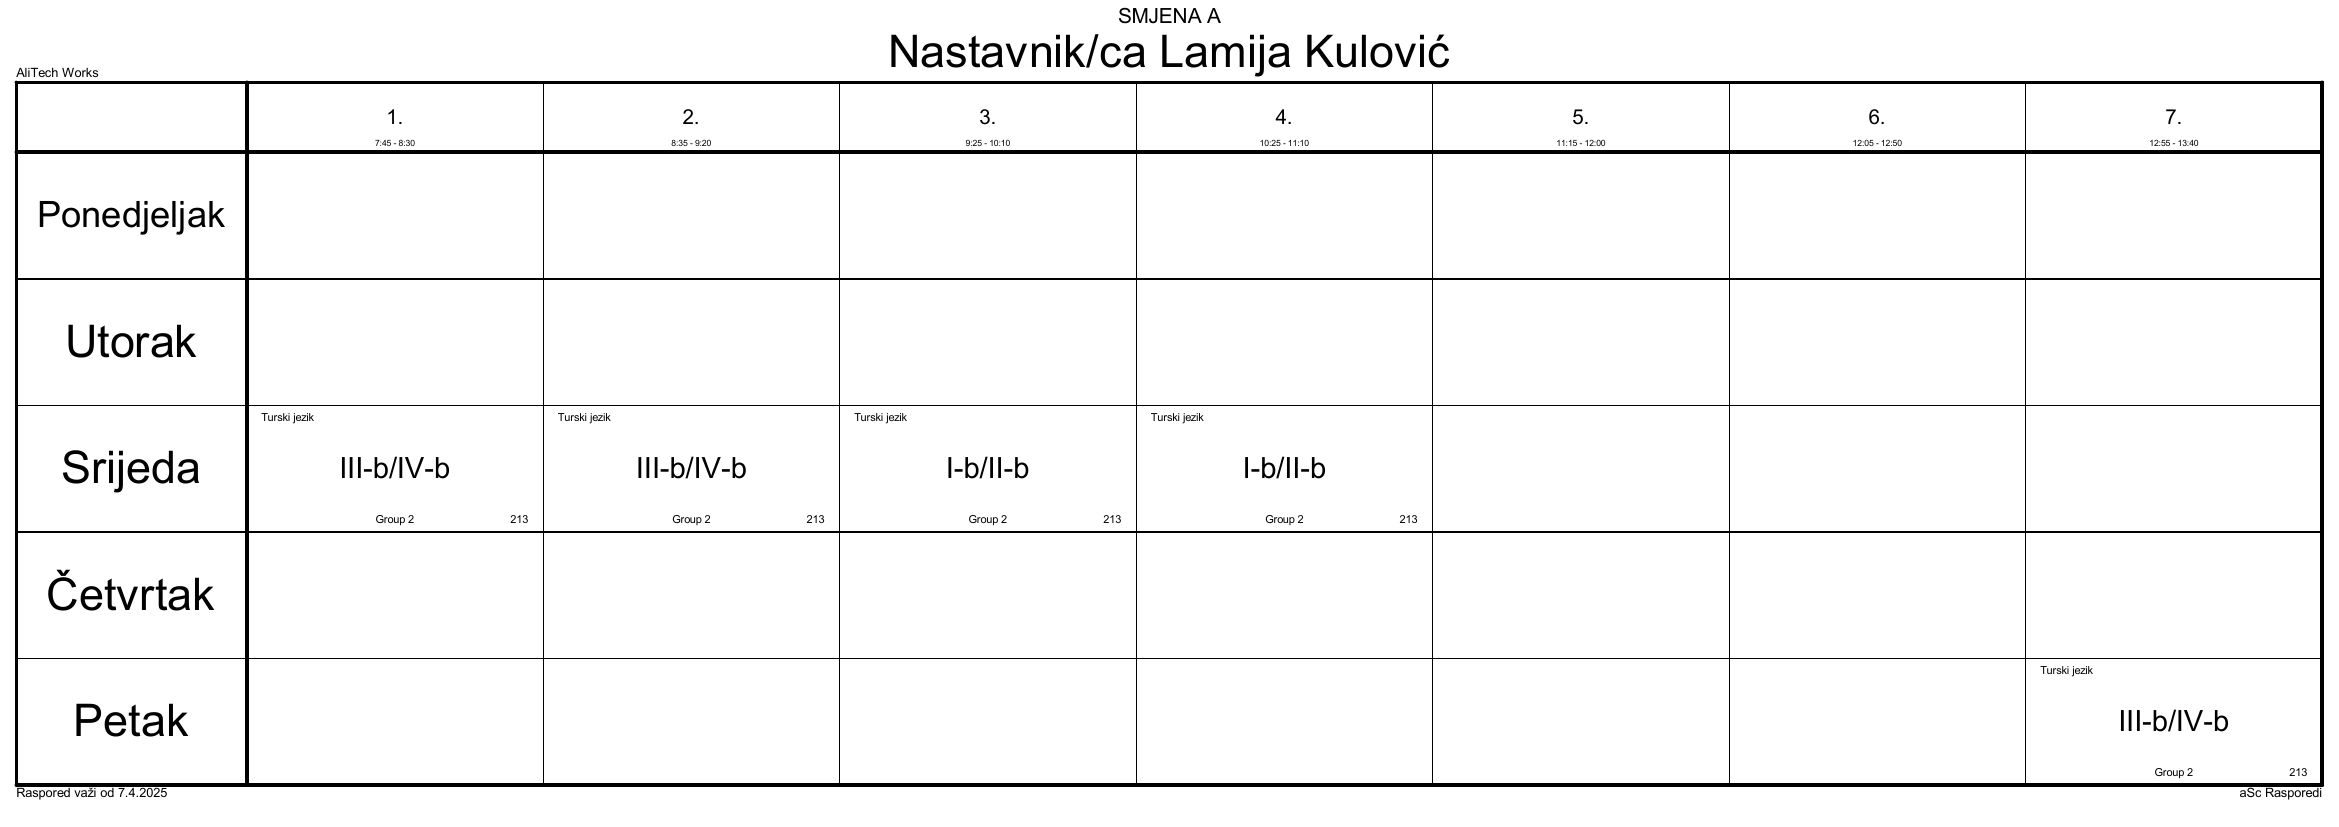 SMJENA A
Nastavnik/ca Lamija Kulović
AliTech Works
1. 2. 3. 4. 5. 6. 7.
7:45 - 8:30 8:35 - 9:20 9:25 - 10:10 10:25 - 11:10 11:15 - 12:00 12:05 - 12:50 12:55 - 13:40
Ponedjeljak
Utorak
Turski jezik Turski jezik Turski jezik Turski jezik
Srijeda III-b/IV-b III-b/IV-b I-b/II-b I-b/II-b
Group 2 213 Group 2 213 Group 2 213 Group 2 213
Četvrtak
Turski jezik
Petak III-b/IV-b
Group 2 213
Raspored važi od 7.4.2025 aSc Rasporedi